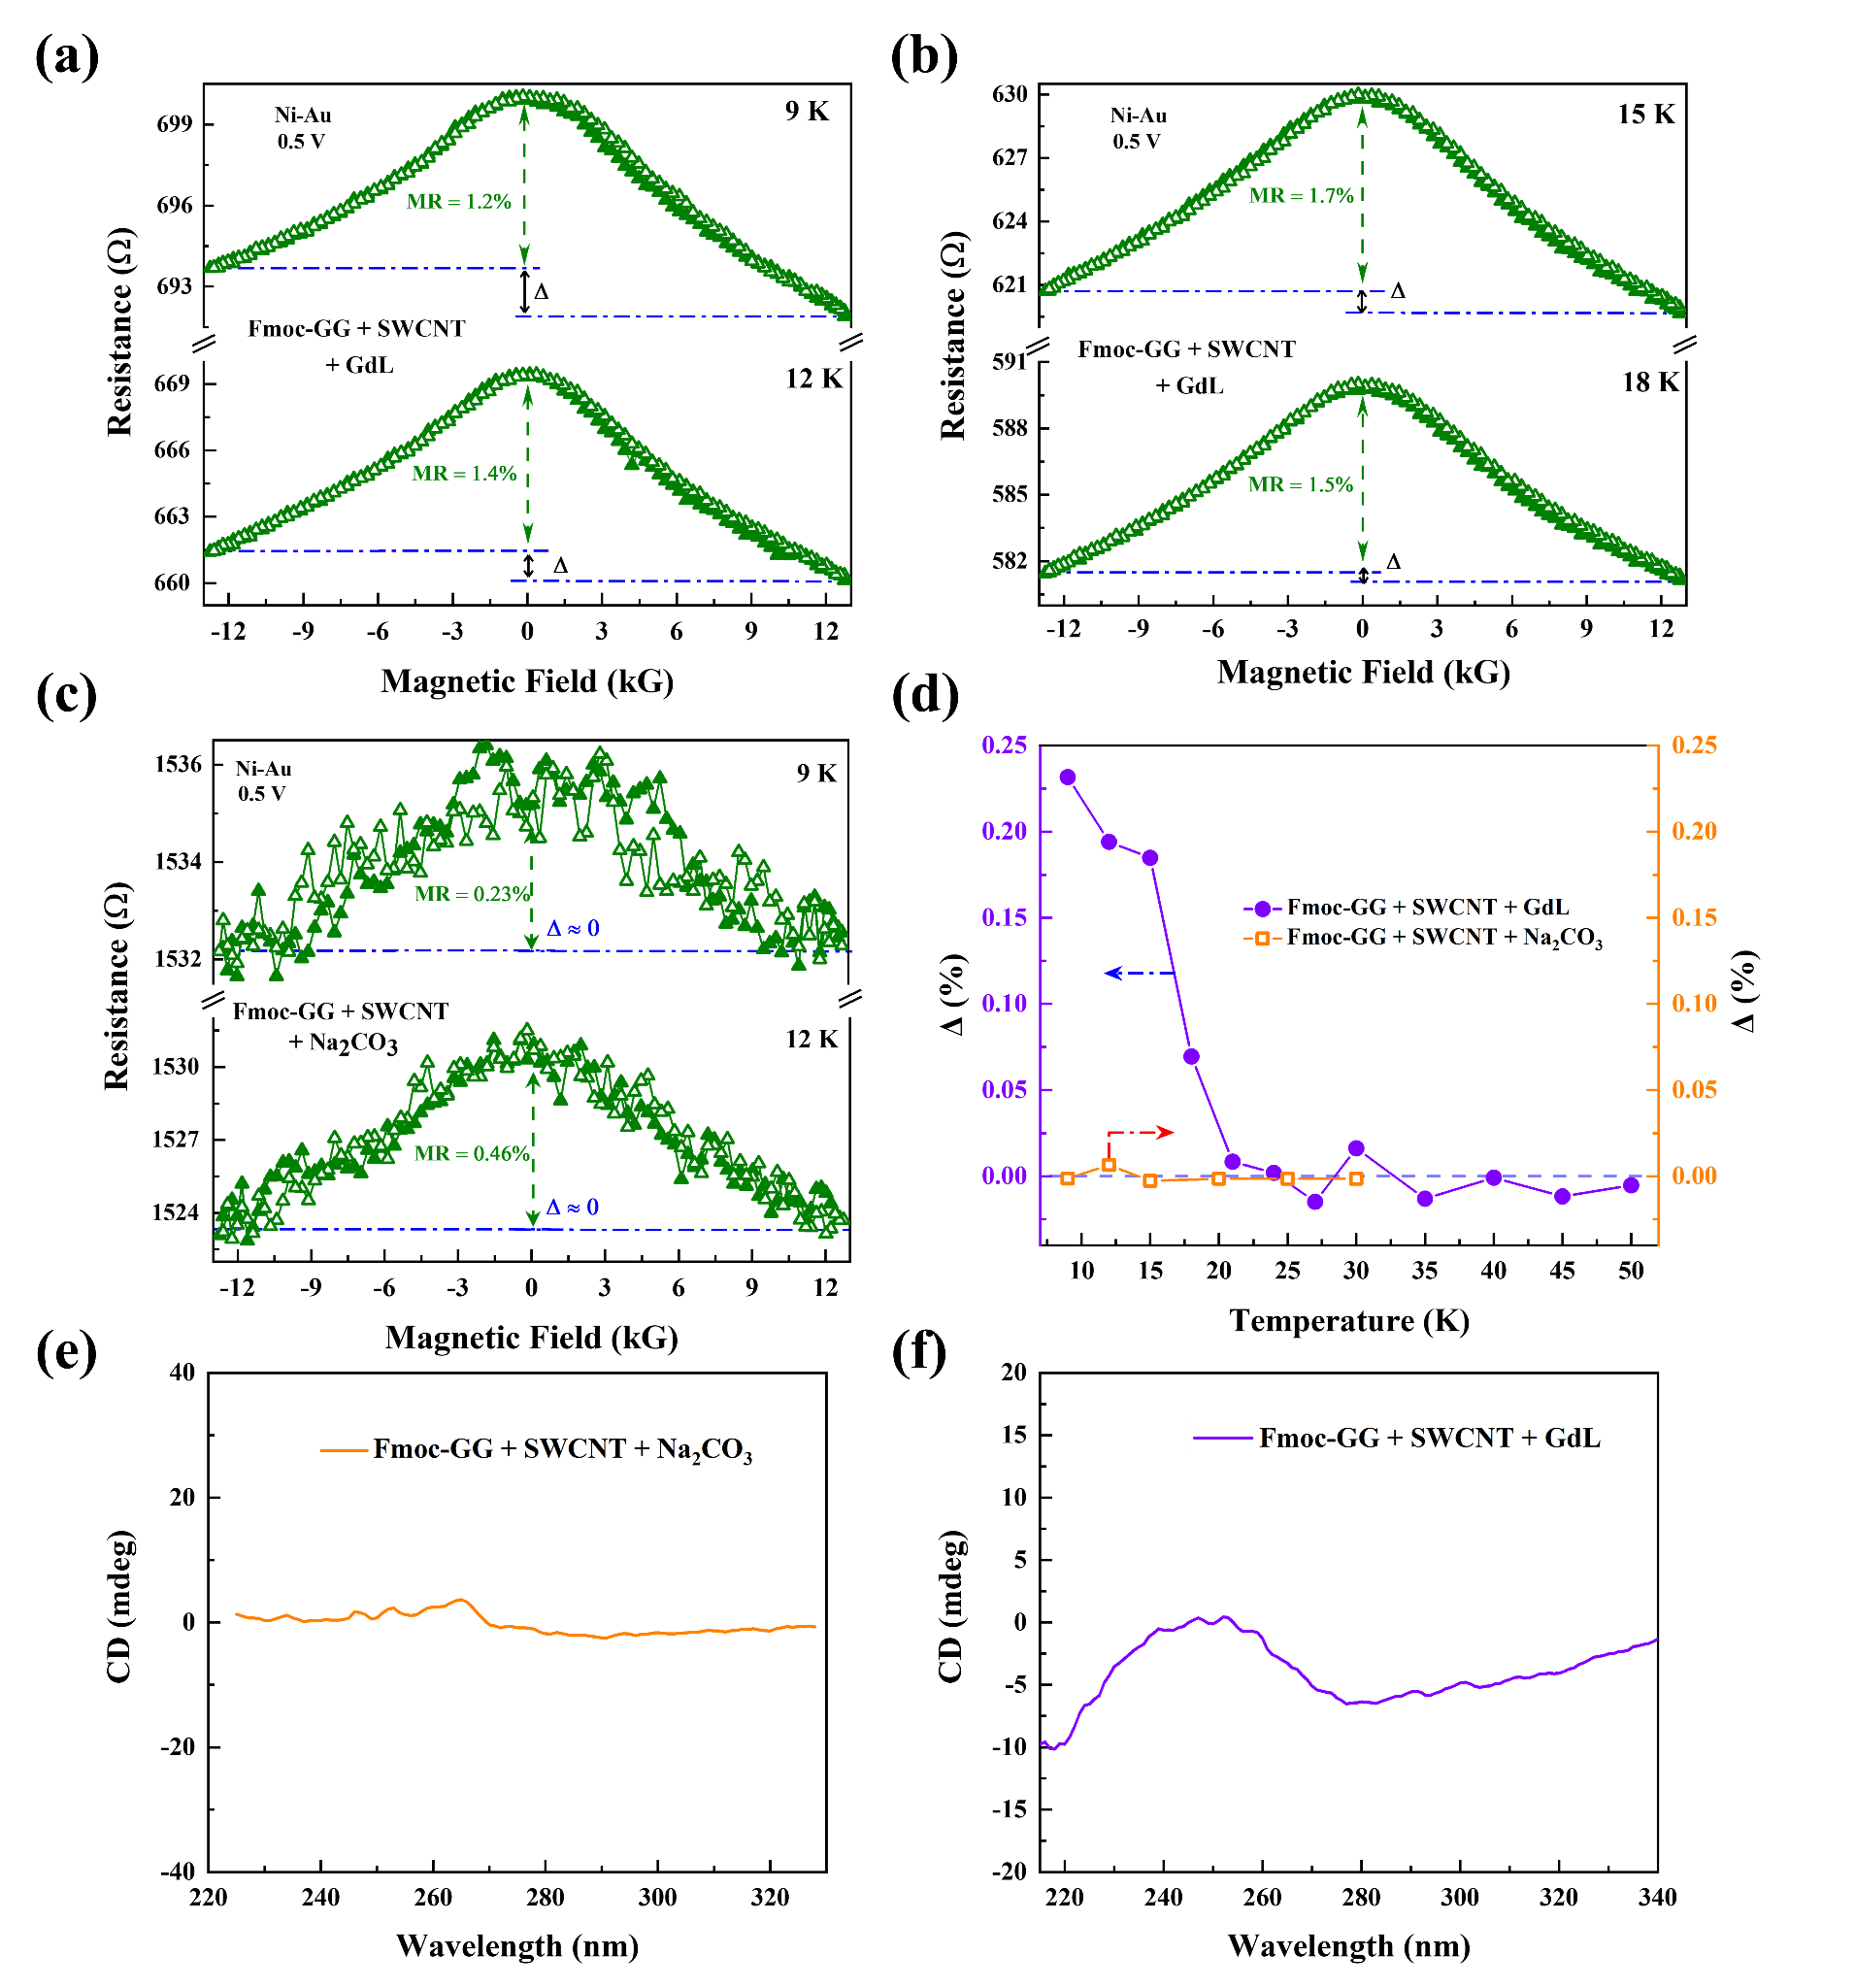 (a)
Ni-Au
0.5 V
9 K
699
696
693
MR = 1.2%
Δ
Fmoc-GG + SWCNT
+ GdL
12 K
669
666
663
660
MR = 1.4%
Δ
-12 -9 -6 -3 0 3 6 9 12
Resistance (Ω)
Magnetic Field (kG)
(b)
Ni-Au
0.5 V
15 K
630
627
624
621
MR = 1.7%
Δ
Fmoc-GG + SWCNT
+ GdL
18 K
591
588
585
582
MR = 1.5%
Δ
-12 -9 -6 -3 0 3 6 9 12
Resistance (Ω)
Magnetic Field (kG)
(c)
Ni-Au
0.5 V
9 K
1536
1534
1532
MR = 0.23%
Δ ≈ 0
Fmoc-GG + SWCNT
+ Na₂CO₃
12 K
1530
1527
1524
MR = 0.46%
Δ ≈ 0
-12 -9 -6 -3 0 3 6 9 12
Resistance (Ω)
Magnetic Field (kG)
(d)
0.25
0.20
0.15
0.10
0.05
0.00
Δ (%)
Fmoc-GG + SWCNT + GdL
Fmoc-GG + SWCNT + Na₂CO₃
0.25
0.20
0.15
0.10
0.05
0.00
Δ (%)
10 15 20 25 30 35 40 45 50
Temperature (K)
(e)
40
20
0
-20
-40
CD (mdeg)
Fmoc-GG + SWCNT + Na₂CO₃
220 240 260 280 300 320
Wavelength (nm)
(f)
20
15
10
5
0
-5
-10
-15
-20
CD (mdeg)
Fmoc-GG + SWCNT + GdL
220 240 260 280 300 320 340
Wavelength (nm)